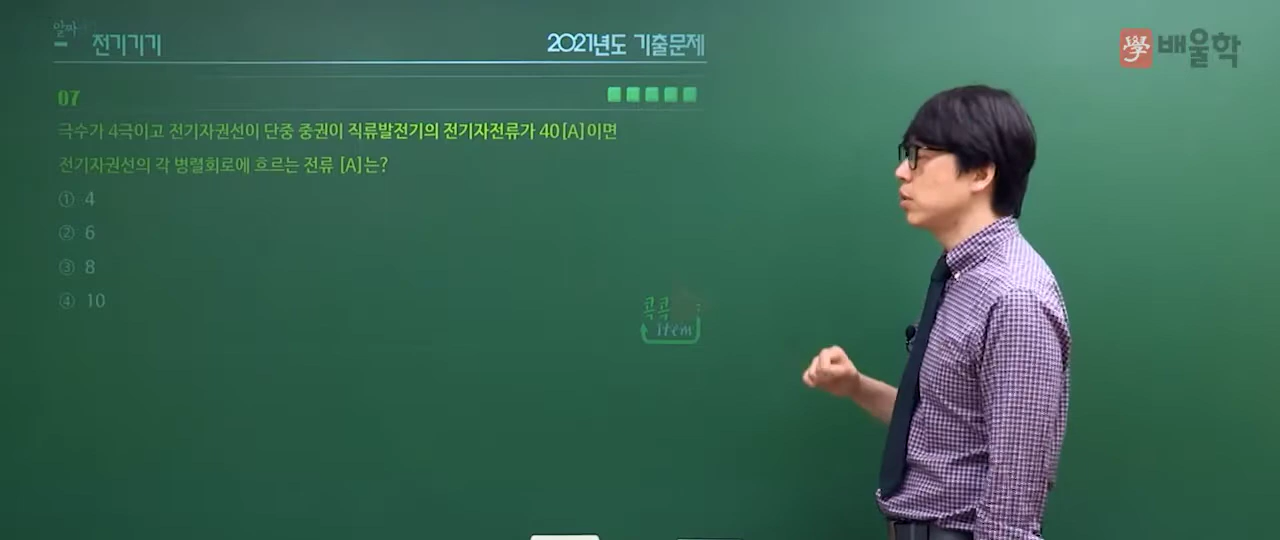 알짜
전기기기
2021년도 기출문제
學 배울학
07
극수가 4극이고 전기자권선이 단중 중권이 직류발전기의 전기자전류가 40[A]이면
전기자권선의 각 병렬회로에 흐르는 전류 [A]는?
① 4
② 6
③ 8
④ 10
콕콕
item